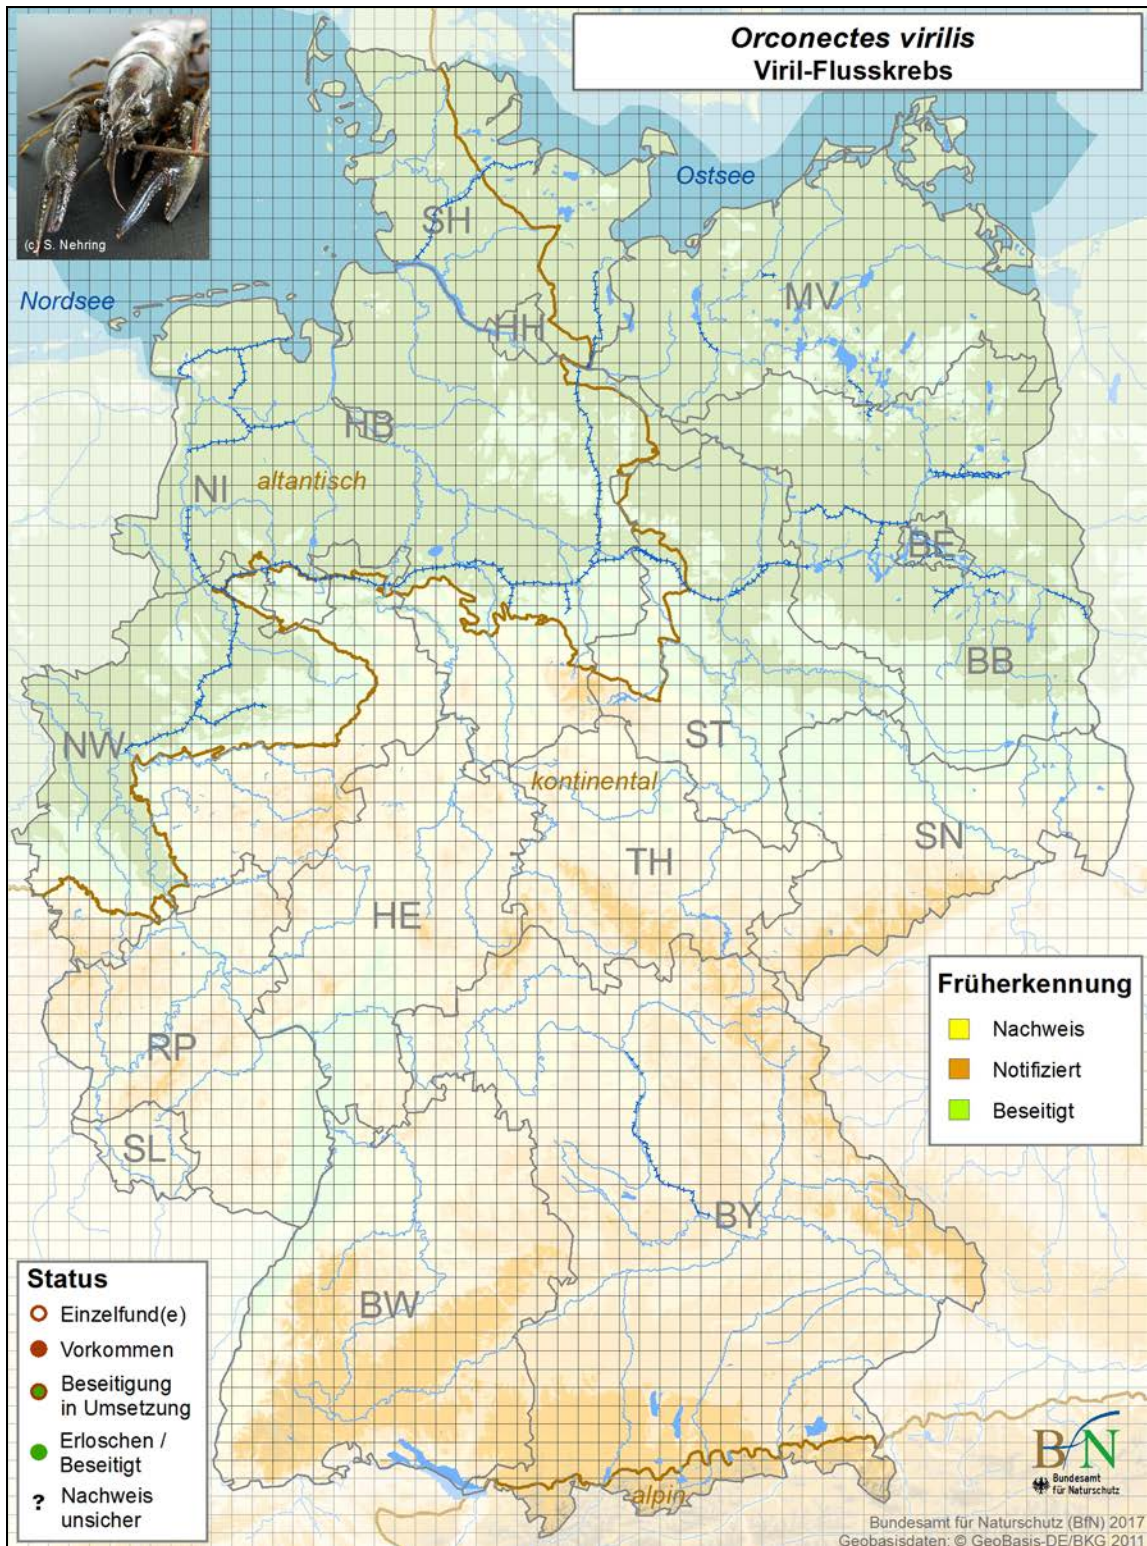 Orconectes virilis
Viril-Flusskrebs
(c) S. Nehring
Ostsee
SH
Nordsee
MV
HH
HB
NI
altantisch
BE
BB
NW
ST
kontinental
SN
TH
HE
Früherkennung
Nachweis
Notifiziert
Beseitigt
RP
SL
BY
Status
Einzelfund(e)
Vorkommen
Beseitigung
in Umsetzung
Erloschen /
Beseitigt
? Nachweis
unsicher
BW
BfN
Bundesamt
für Naturschutz
alpin
Bundesamt für Naturschutz (BfN) 2017
Geobasisdaten: © GeoBasis-DE/BKG 2011